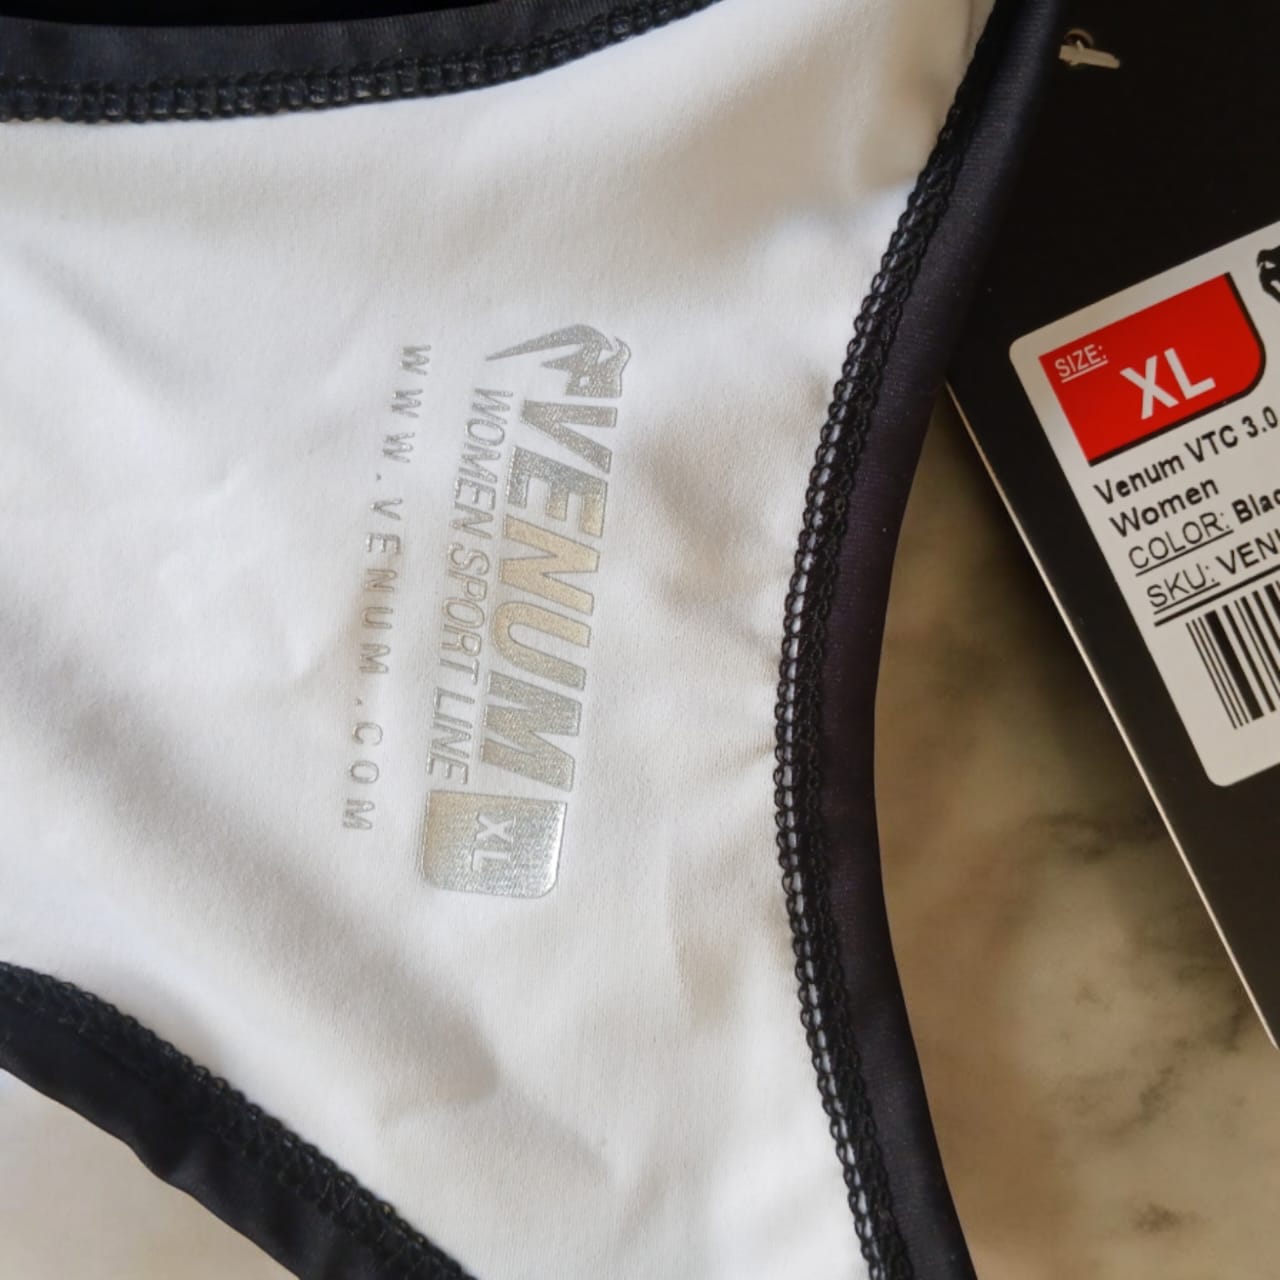 VENUM
WOMEN SPORT LINE
XL
WWW.VENUM.COM
SIZE:
XL
Venum VTC 3.0
Women
COLOR:
SKU: